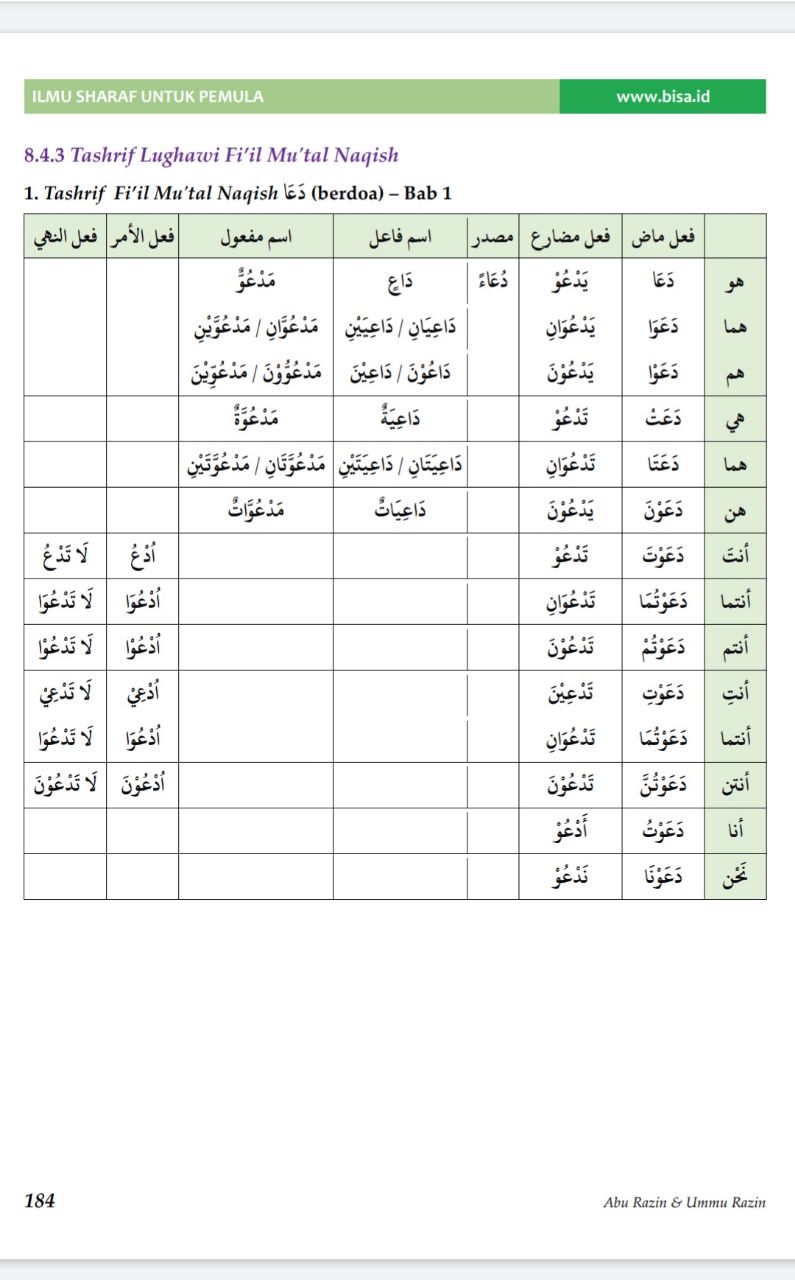 ILMU SHARAF UNTUK PEMULA www.bisa.id
8.4.3 Tashrif Lughawi Fi’il Mu’tal Naqish
1. Tashrif Fi’il Mu’tal Naqish دَعَا (berdoa) – Bab 1
فعل ماض فعل مضارع مصدر اسم فاعل اسم مفعول فعل الأمر فعل النهي
هو دَعَا يَدْعُوْ دُعَاءً دَاعٍ مَدْعُوٌّ
هما دَعَوَا يَدْعُوَانِ دَاعِيَانِ / دَاعِيَيْنِ مَدْعُوَّانِ / مَدْعُوَّيْنِ
هم دَعَوْا يَدْعُوْنَ دَاعُوْنَ / دَاعِيْنَ مَدْعُوُّوْنَ / مَدْعُوِّيْنَ
هي دَعَتْ تَدْعُوْ دَاعِيَةٌ مَدْعُوَّةٌ
هما دَعَتَا تَدْعُوَانِ دَاعِيَتَانِ / دَاعِيَتَيْنِ مَدْعُوَّتَانِ / مَدْعُوَّتَيْنِ
هن دَعَوْنَ يَدْعُوْنَ دَاعِيَاتٌ مَدْعُوَّاتٌ
أنتَ دَعَوْتَ تَدْعُوْ اُدْعُ لَا تَدْعُ
أنتما دَعَوْتُمَا تَدْعُوَانِ اُدْعُوَا لَا تَدْعُوَا
أنتم دَعَوْتُمْ تَدْعُوْنَ اُدْعُوْا لَا تَدْعُوْا
أنتِ دَعَوْتِ تَدْعِيْنَ اُدْعِيْ لَا تَدْعِيْ
أنتما دَعَوْتُمَا تَدْعُوَانِ اُدْعُوَا لَا تَدْعُوَا
أنتن دَعَوْتُنَّ تَدْعُوْنَ اُدْعُوْنَ لَا تَدْعُوْنَ
أنا دَعَوْتُ أَدْعُوْ
نَحْن دَعَوْنَا نَدْعُوْ
184 Abu Razin & Ummu Razin